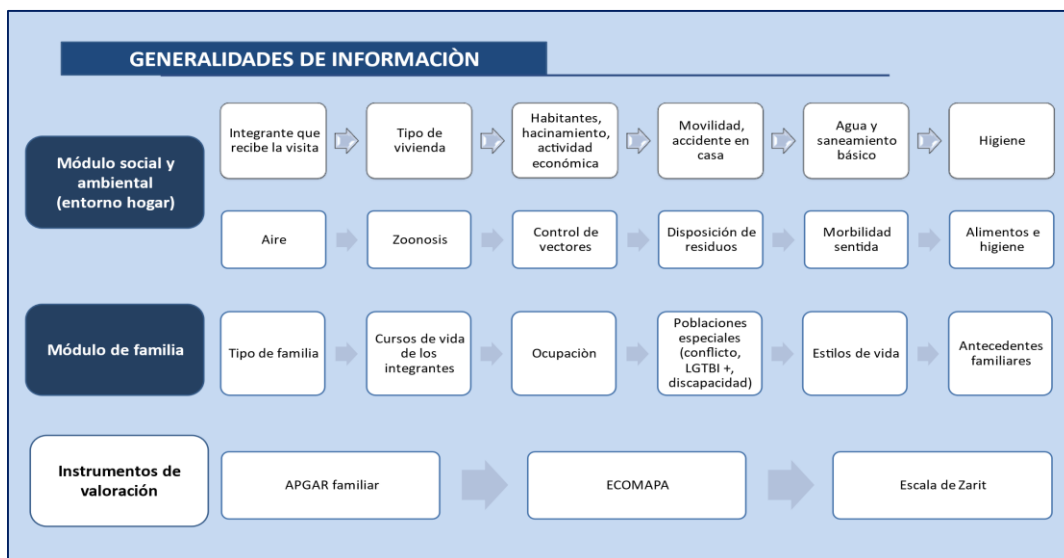 GENERALIDADES DE INFORMACIÒN
Módulo social y
ambiental
(entorno hogar)
Integrante que
recibe la visita
Tipo de
vivienda
Habitantes,
hacinamiento,
actividad
económica
Movilidad,
accidente en
casa
Agua y
saneamiento
básico
Higiene
Aire
Zoonosis
Control de
vectores
Disposición de
residuos
Morbilidad
sentida
Alimentos e
higiene
Módulo de familia
Tipo de familia
Cursos de vida
de los
integrantes
Ocupaciòn
Poblaciones
especiales
(conflicto,
LGTBI +,
discapacidad)
Estilos de vida
Antecedentes
familiares
Instrumentos de
valoración
APGAR familiar
ECOMAPA
Escala de Zarit